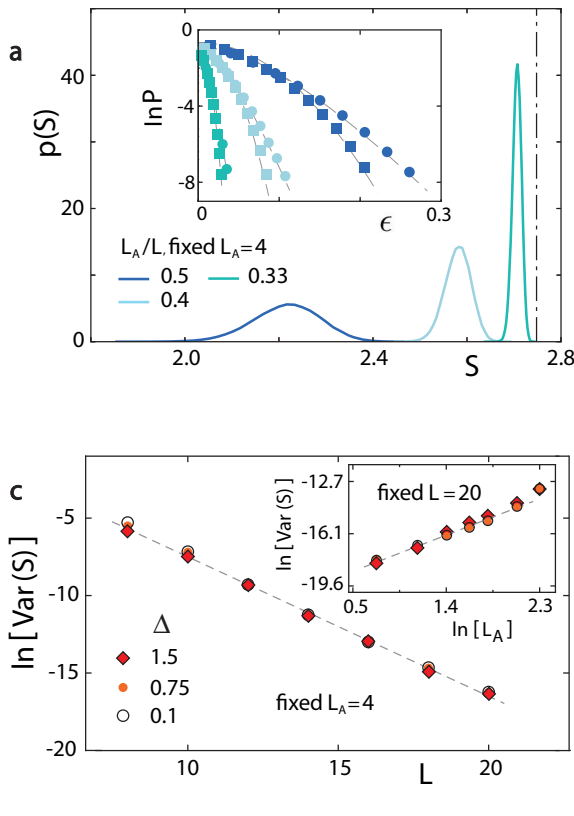 a
p(S)
40
20
0
2.0
2.4
2.8
S
lnP
0
-4
-8
0
0.3
ϵ
L_A/L, fixed L_A=4
0.5
0.33
0.4
c
ln [Var (S)]
-5
-10
-15
-20
10
15
20
L
Δ
1.5
0.75
0.1
fixed L_A=4
ln [Var (S)]
-12.7
-16.1
-19.6
0.5
1.4
2.3
ln [L_A]
fixed L=20